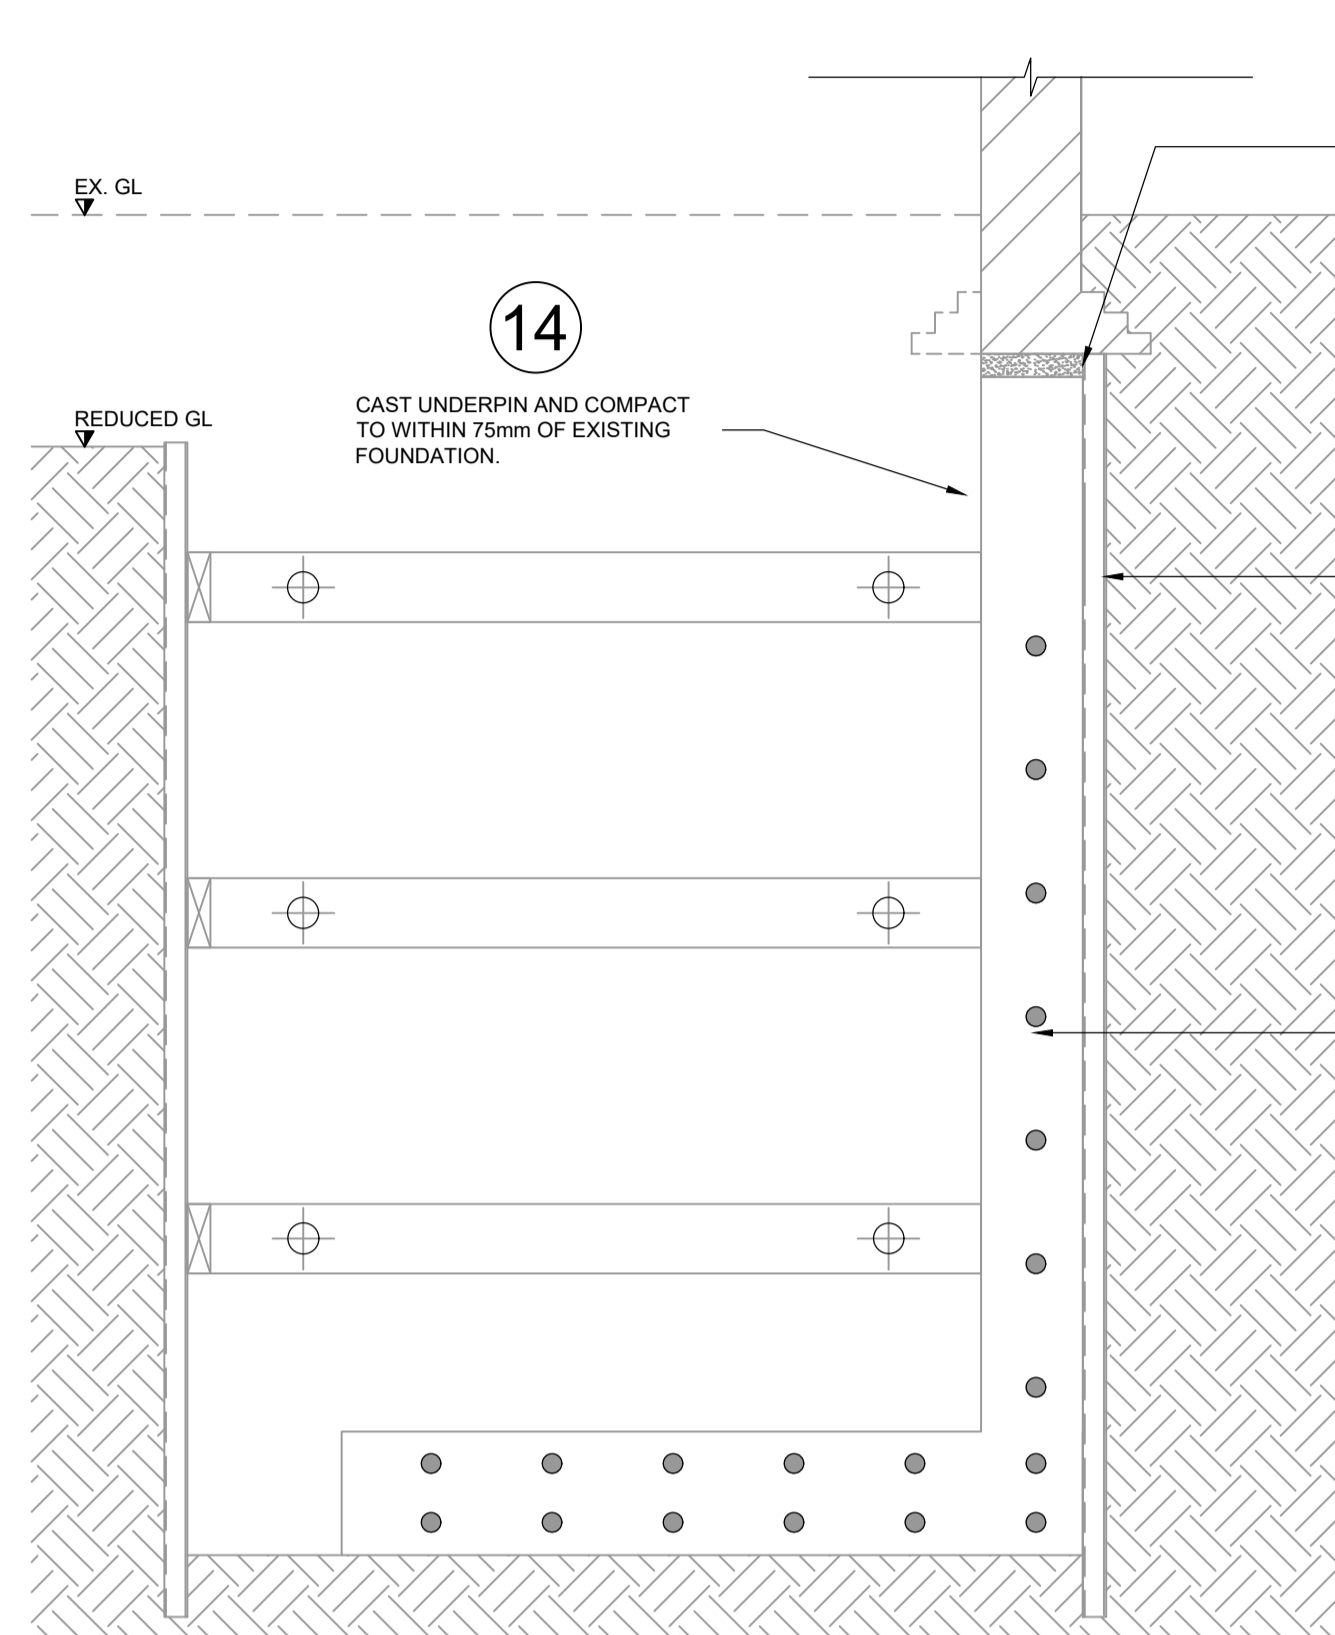 EX. GL
14
REDUCED GL
CAST UNDERPIN AND COMPACT
TO WITHIN 75mm OF EXISTING
FOUNDATION.